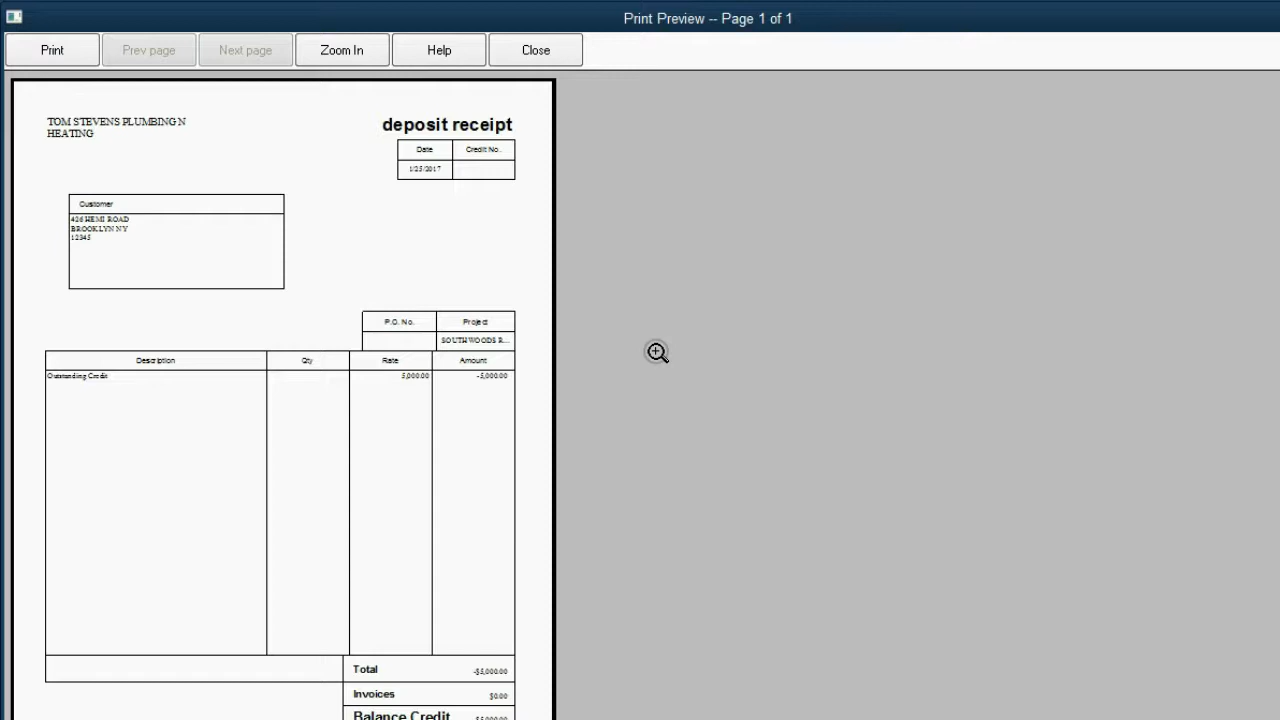 Print Preview -- Page 1 of 1
Print Prev page Next page Zoom In Help Close
TOM STEVENS PLUMBING N
HEATING
deposit receipt
Date Credit No.
1/25/2017
Customer
426 HEMI ROAD
BROOKLYN NY
12345
P.O. No. Project
SOUTHWOODS R...
Description Qty Rate Amount
Outstanding Credit 5,000.00 -5,000.00
Total -$5,000.00
Invoices $0.00
Balance Credit